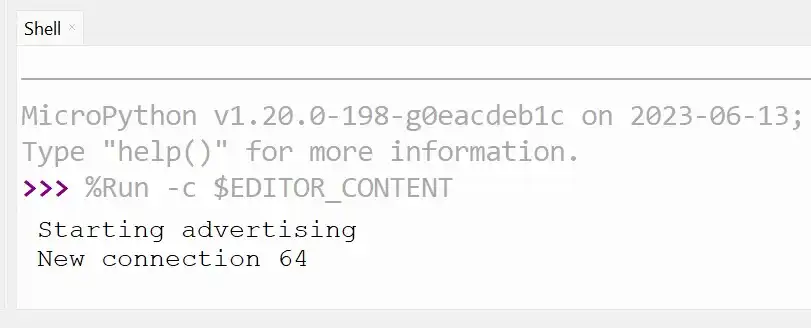 Shell ×
MicroPython v1.20.0-198-g0eacdeb1c on 2023-06-13;
Type "help()" for more information.
>>> %Run -c $EDITOR_CONTENT
Starting advertising
New connection 64